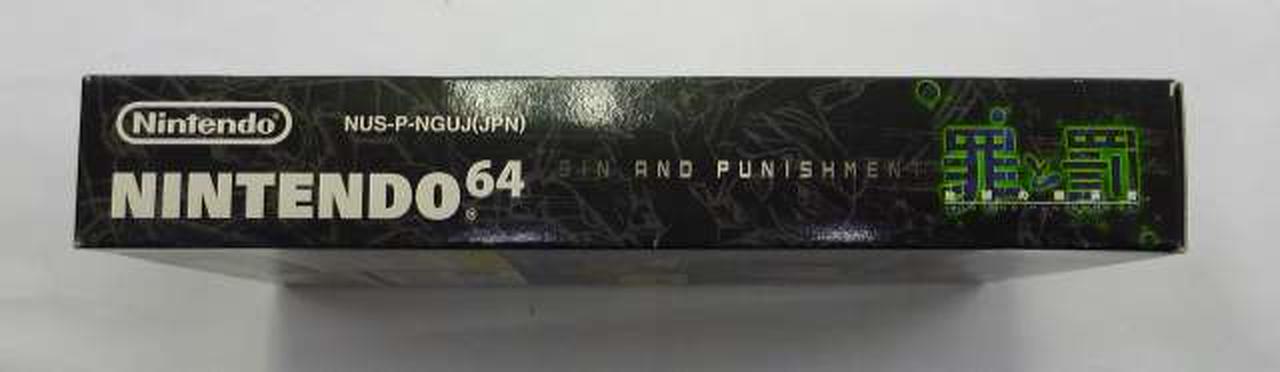 Nintendo®
NUS-P-NGUJ(JPN)
NINTENDO64®
SIN AND PUNISHMENT
罪と罰